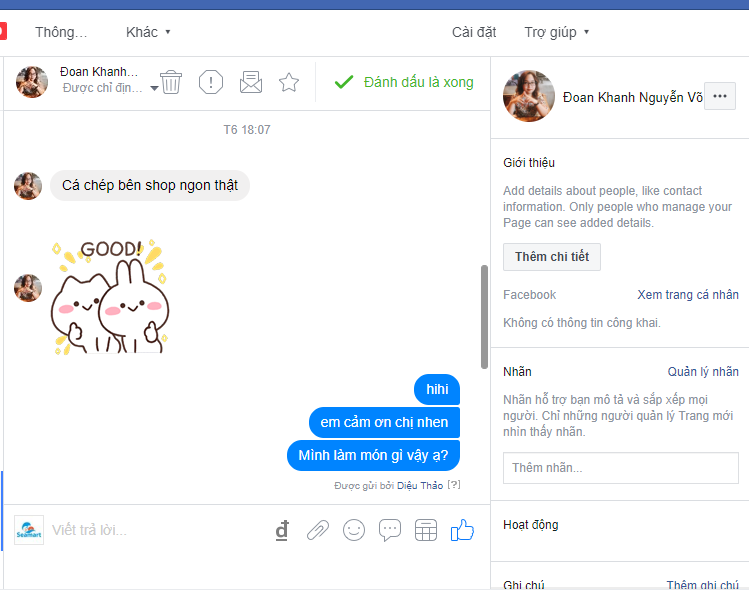 Thông…
Khác
Cài đặt
Trợ giúp
Đoan Khanh…
Được chỉ địn…
Đánh dấu là xong
T6 18:07
Cá chép bên shop ngon thật
GOOD!
hihi
em cảm ơn chị nhen
Mình làm món gì vậy ạ?
Được gửi bởi Diệu Thảo [?]
Seamart
Viết trả lời...
đ
Đoan Khanh Nguyễn Võ
Giới thiệu
Add details about people, like contact
information. Only people who manage your
Page can see added details.
Thêm chi tiết
Facebook
Xem trang cá nhân
Không có thông tin công khai.
Nhãn
Quản lý nhãn
Nhãn hỗ trợ bạn mô tả và sắp xếp mọi
người. Chỉ những người quản lý Trang mới
nhìn thấy nhãn.
Thêm nhãn...
Hoạt động
Ghi chú
Thêm ghi chú